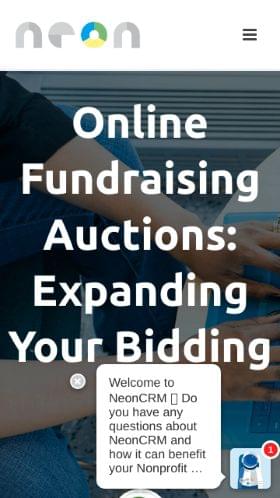 neon
Online
Fundraising
Auctions:
Expanding
Your Bidding
Welcome to
NeonCRM ▯ Do
you have any
questions about
NeonCRM and
how it can benefit
your Nonprofit ...
1